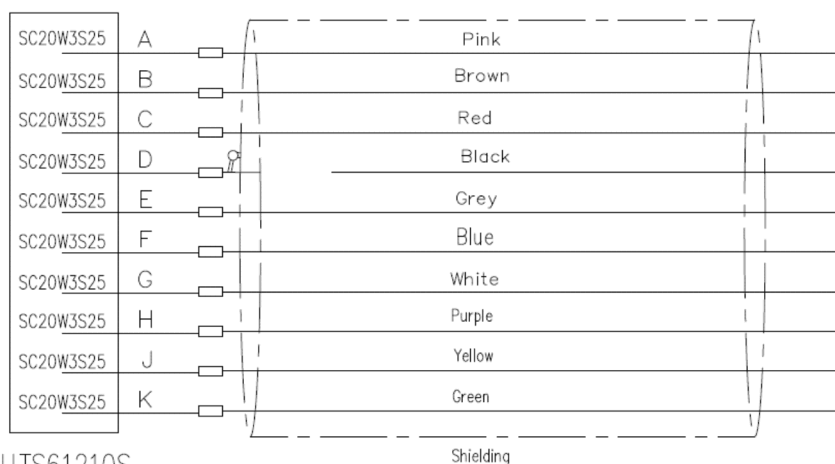 SC20W3S25 A Pink
SC20W3S25 B Brown
SC20W3S25 C Red
SC20W3S25 D Black
SC20W3S25 E Grey
SC20W3S25 F Blue
SC20W3S25 G White
SC20W3S25 H Purple
SC20W3S25 J Yellow
SC20W3S25 K Green
Shielding